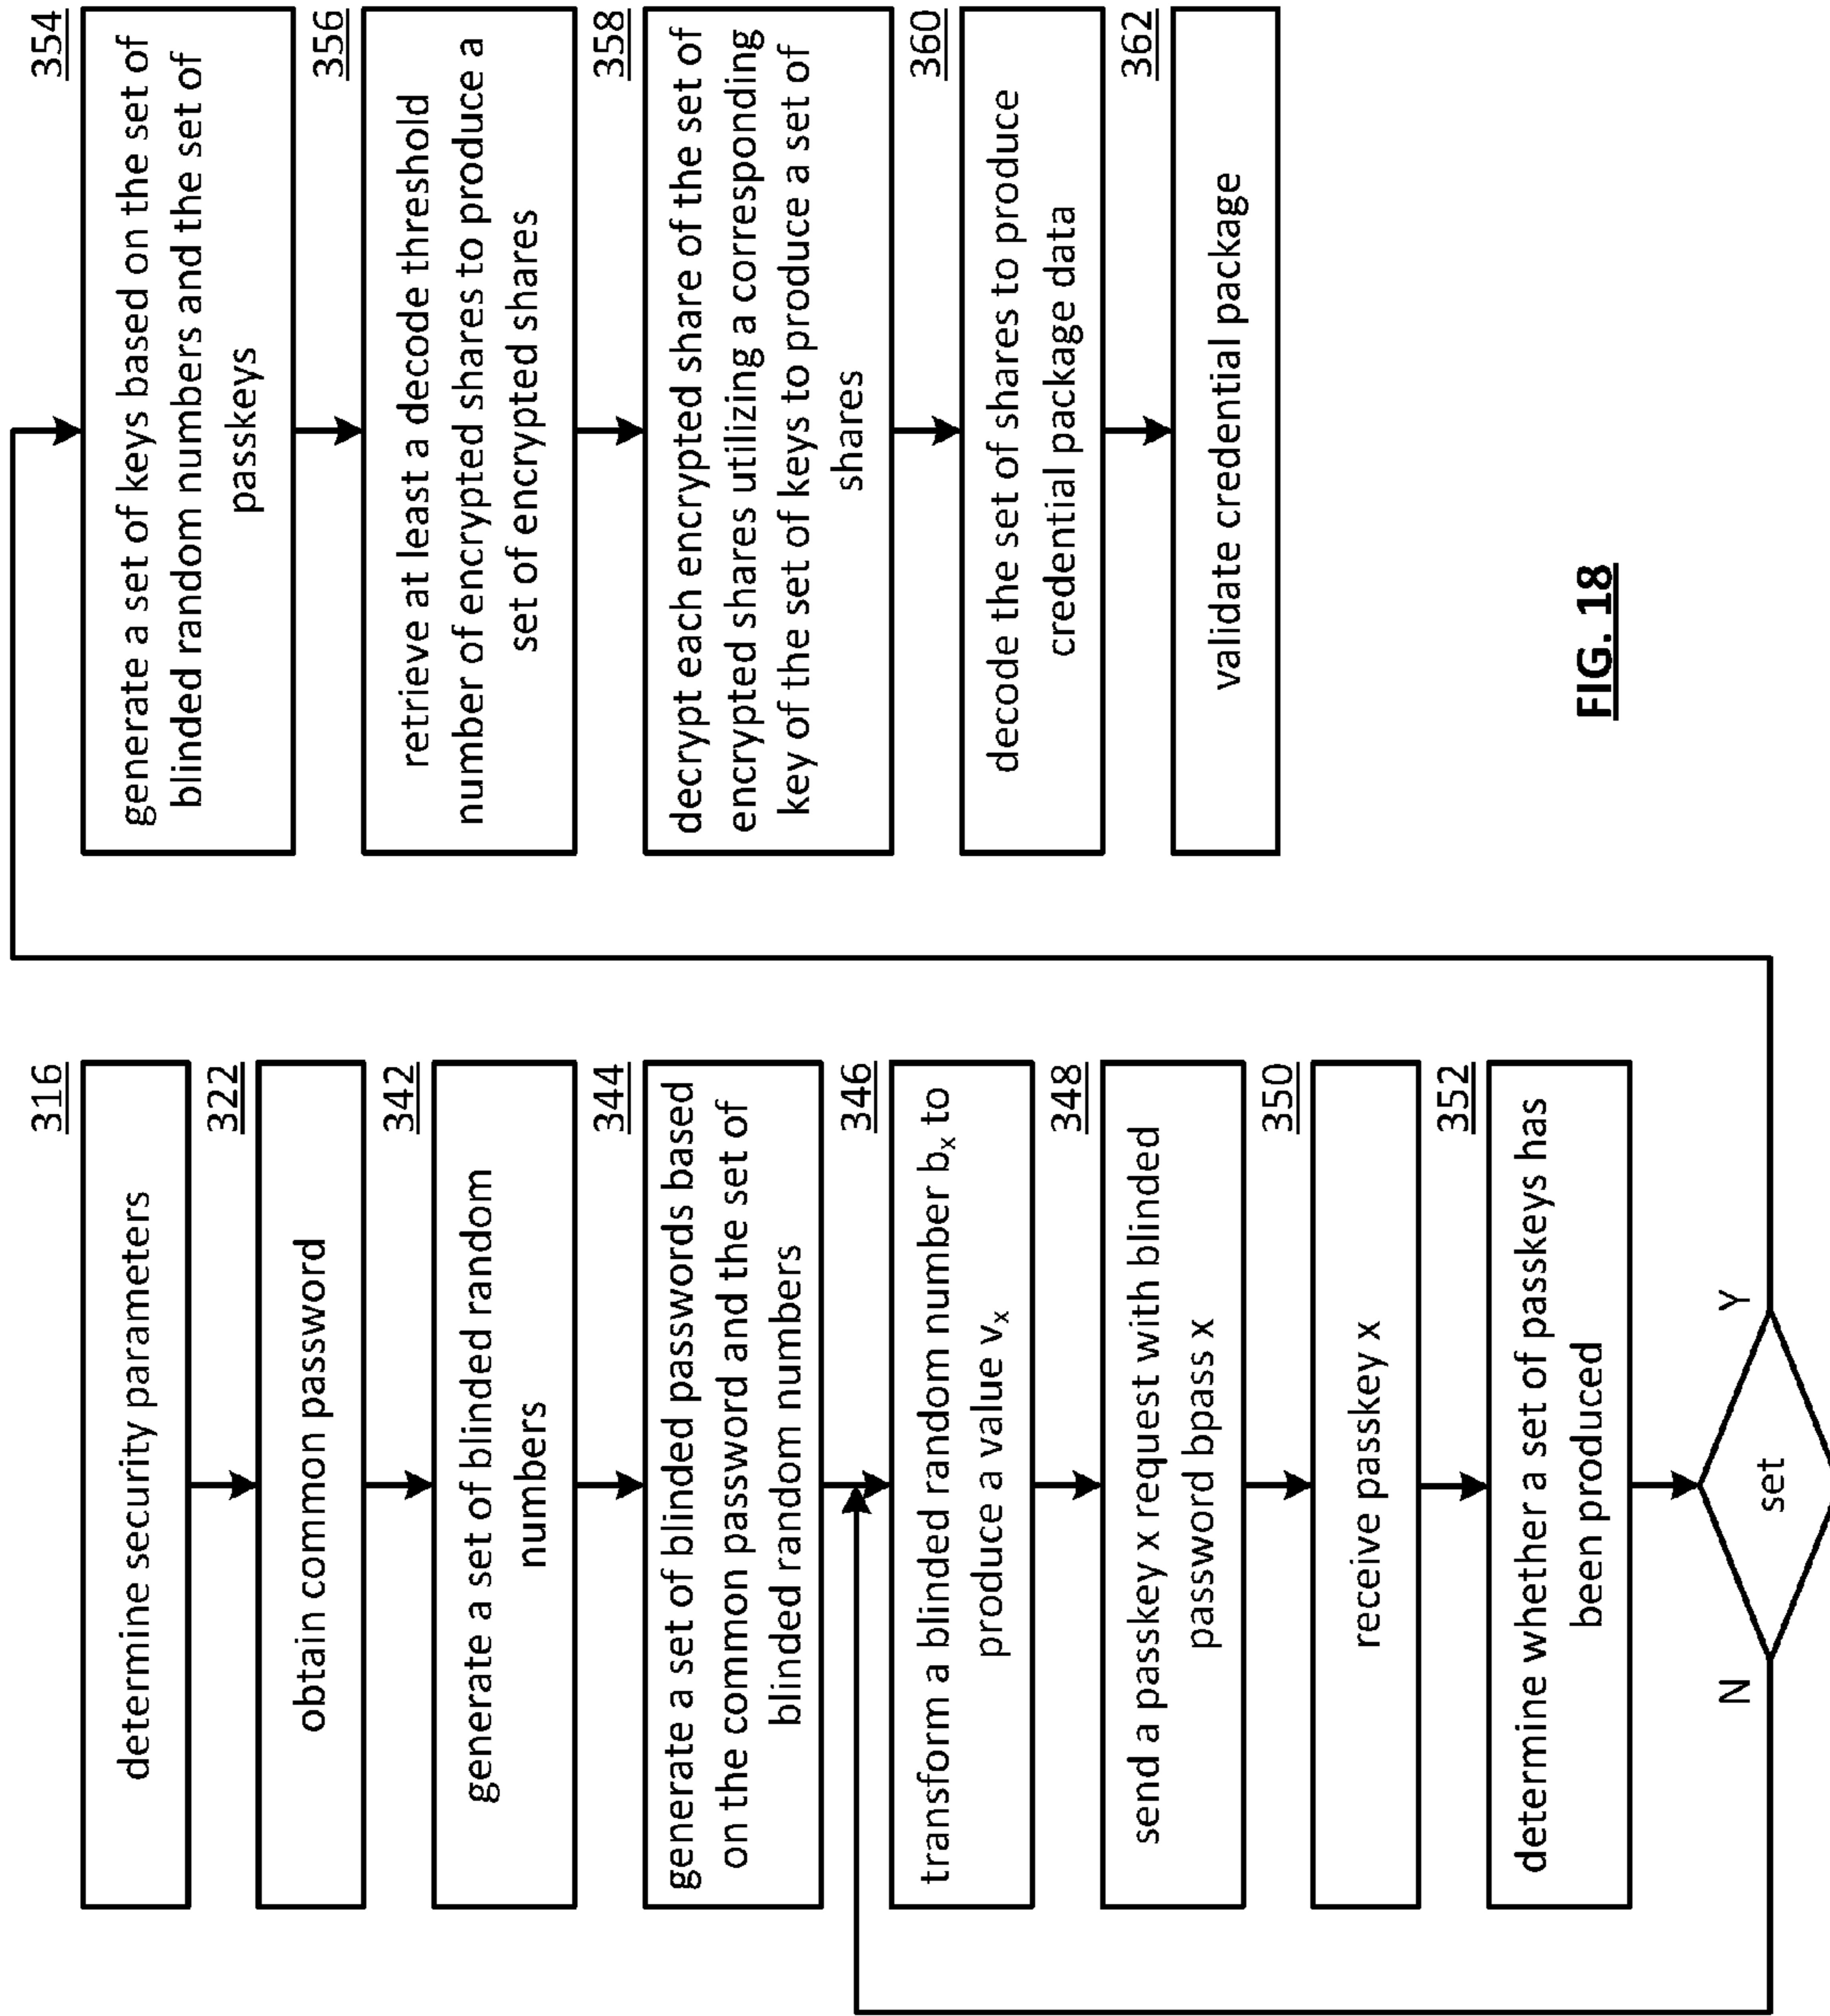 316
determine security parameters
322
obtain common password
342
generate a set of blinded random
numbers
344
generate a set of blinded passwords based
on the common password and the set of
blinded random numbers
346
transform a blinded random number bₓ to
produce a value vₓ
348
send a passkey x request with blinded
password bpass x
350
receive passkey x
352
determine whether a set of passkeys has
been produced
set
N
Y
354
generate a set of keys based on the set of
blinded random numbers and the set of
passkeys
356
retrieve at least a decode threshold
number of encrypted shares to produce a
set of encrypted shares
358
decrypt each encrypted share of the set of
encrypted shares utilizing a corresponding
key of the set of keys to produce a set of
shares
360
decode the set of shares to produce
credential package data
362
validate credential package
FIG. 18